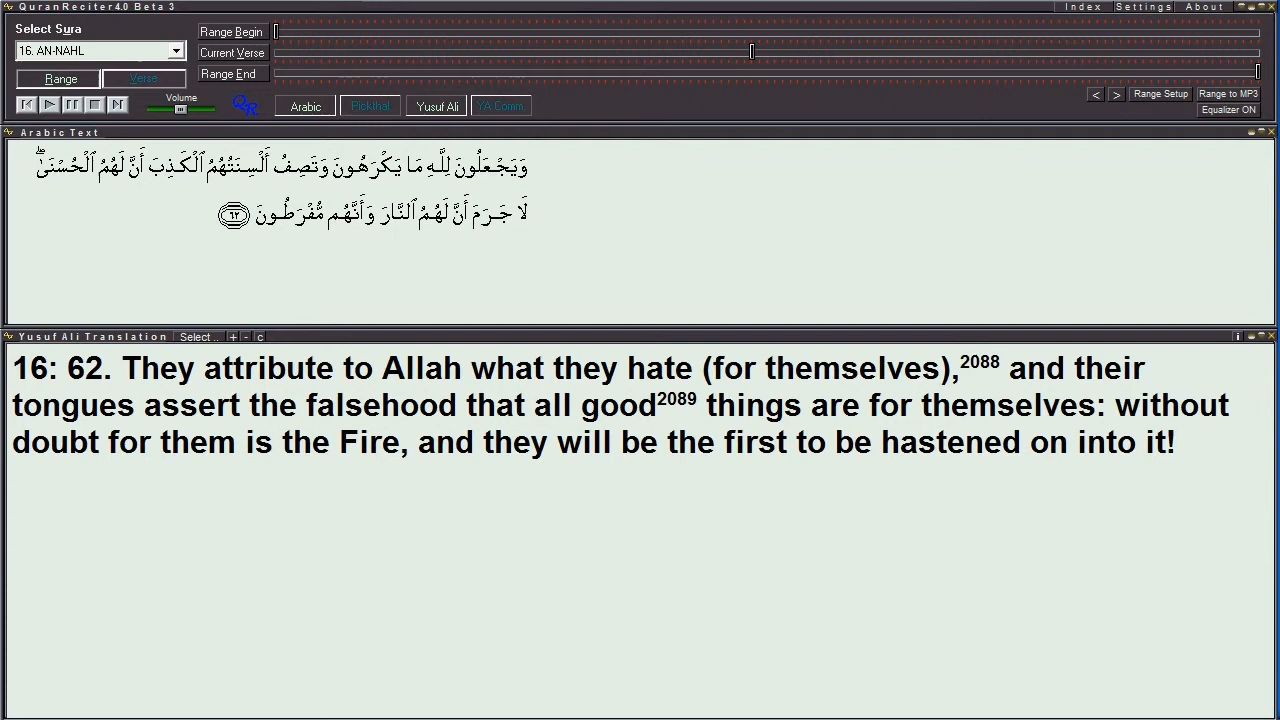 QuranReciter4.0 Beta 3
Index Settings About
Select Sura
16. AN-NAHL
Range Verse
Volume
Range Begin
Current Verse
Range End
Arabic Pickthal Yusuf Ali YA Comm.
< > Range Setup Range to MP3
Equalizer ON
Arabic Text
وَيَجْعَلُونَ لِلَّهِ مَا يَكْرَهُونَ وَتَصِفُ أَلْسِنَتُهُمُ ٱلْكَذِبَ أَنَّ لَهُمُ ٱلْحُسْنَىٰ ۖ
لَا جَرَمَ أَنَّ لَهُمُ ٱلنَّارَ وَأَنَّهُم مُّفْرَطُونَ ٦٢
Yusuf Ali Translation Select .. + - c
i
16: 62. They attribute to Allah what they hate (for themselves),2088 and their
tongues assert the falsehood that all good2089 things are for themselves: without
doubt for them is the Fire, and they will be the first to be hastened on into it!